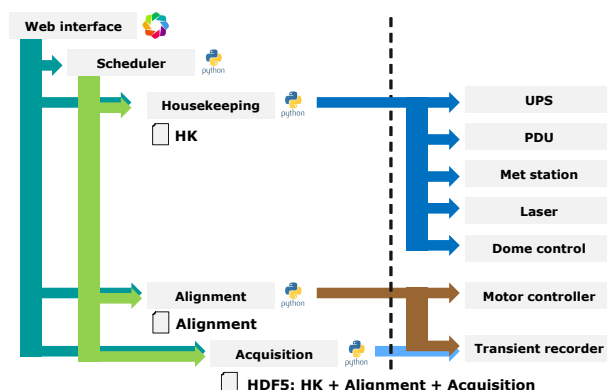 Web interface
Scheduler
python
Housekeeping
python
HK
UPS
PDU
Met station
Laser
Dome control
Alignment
python
Alignment
Motor controller
Acquisition
python
Transient recorder
HDF5: HK + Alignment + Acquisition